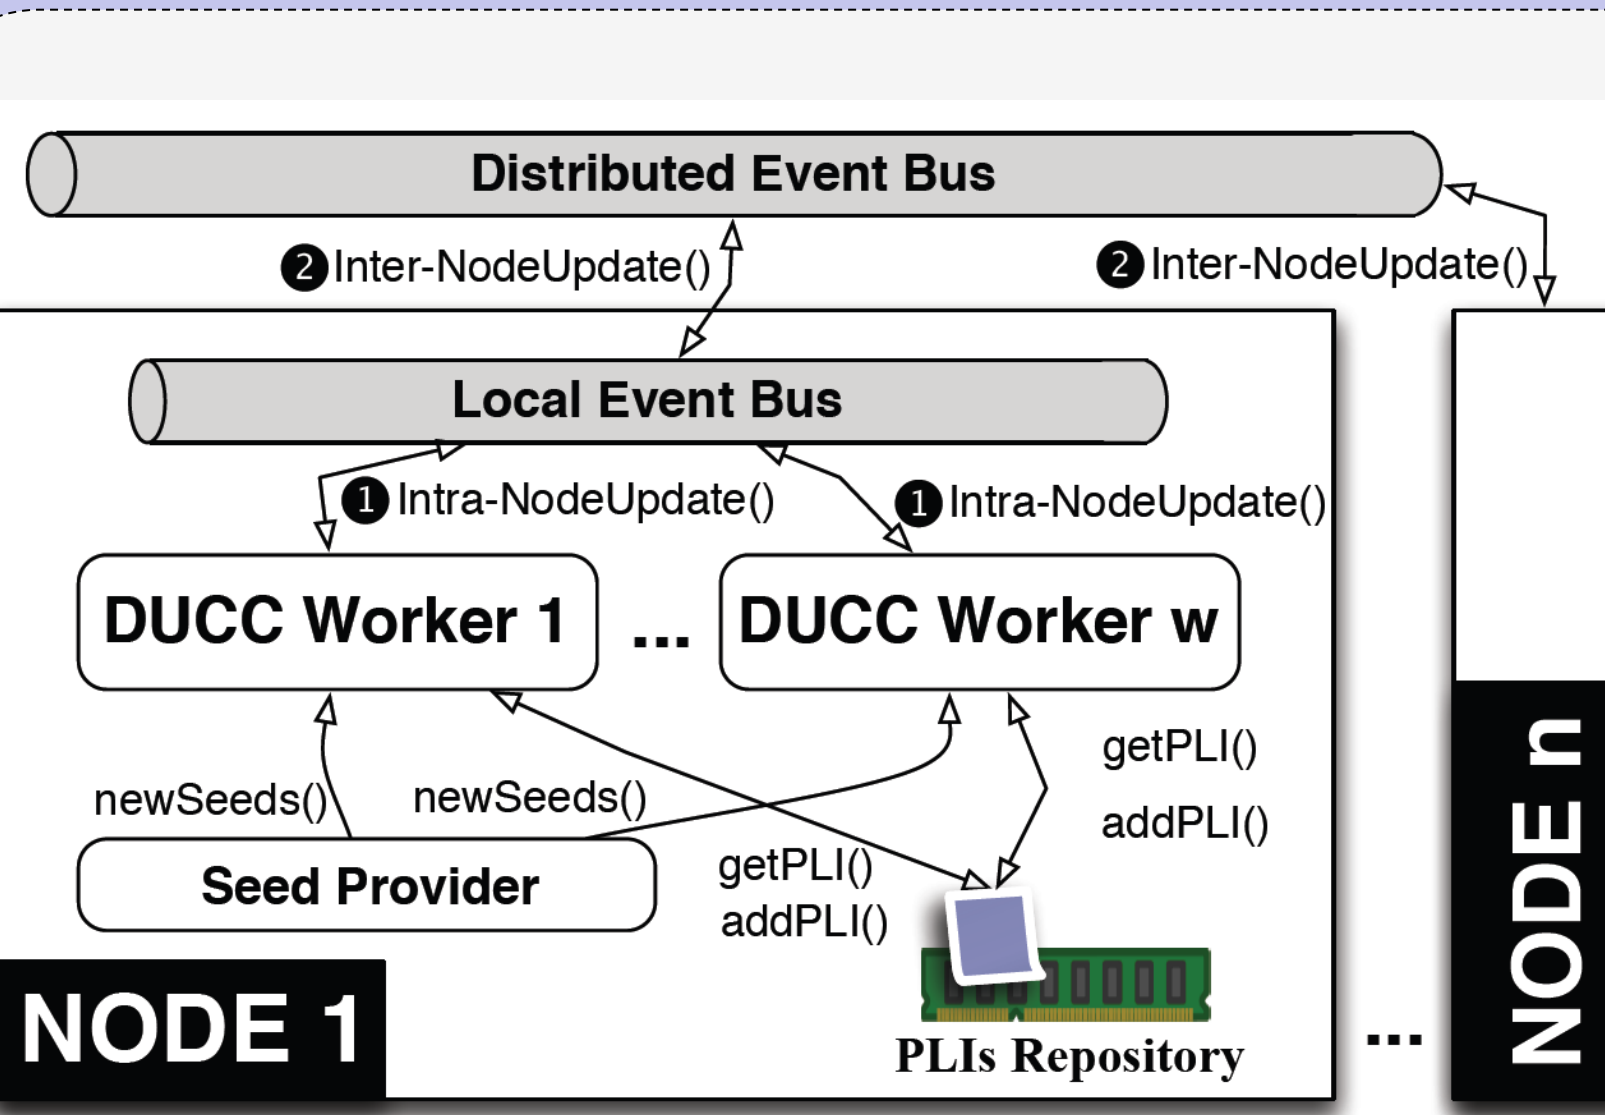 Distributed Event Bus
2 Inter-NodeUpdate()
2 Inter-NodeUpdate()
Local Event Bus
1 Intra-NodeUpdate()
1 Intra-NodeUpdate()
DUCC Worker 1
...
DUCC Worker w
getPLI()
addPLI()
newSeeds()
newSeeds()
Seed Provider
getPLI()
addPLI()
PLIs Repository
NODE 1
...
NODE n